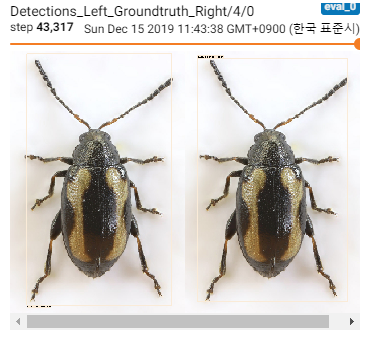 Detections_Left_Groundtruth_Right/4/0
eval_0
step 43,317 Sun Dec 15 2019 11:43:38 GMT+0900 (한국 표준시)